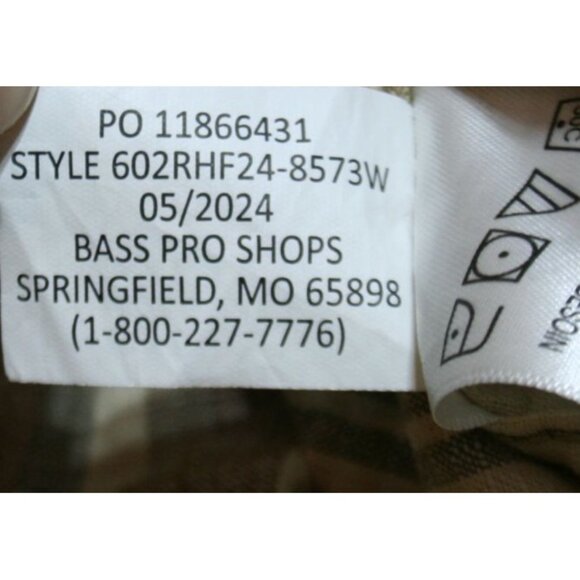 PO 11866431
STYLE 602RHF24-8573W
05/2024
BASS PRO SHOPS
SPRINGFIELD, MO 65898
(1-800-227-7776)